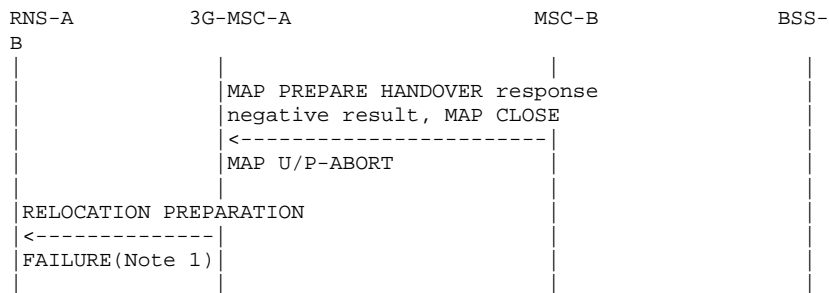 RNS-A 3G-MSC-A MSC-B BSS-
B
MAP PREPARE HANDOVER response
negative result, MAP CLOSE
MAP U/P-ABORT
RELOCATION PREPARATION
FAILURE(Note 1)